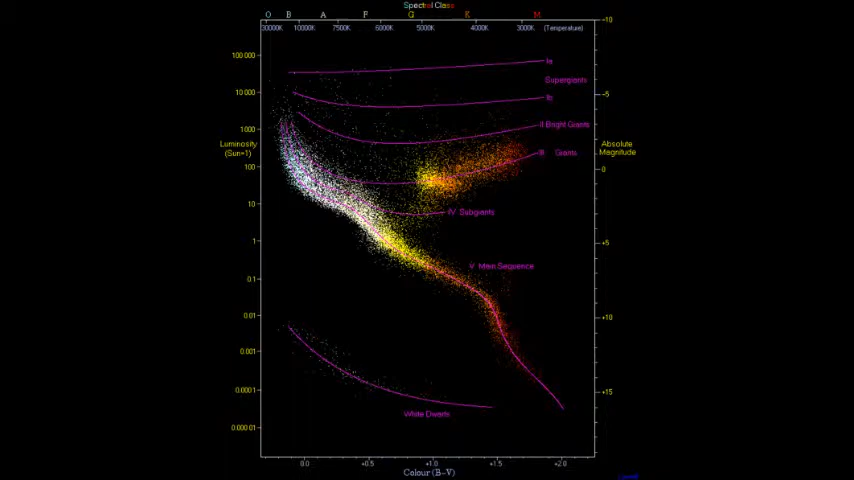 Spectral Class
O B A F G K M
30000K 10000K 7500K 6000K 5000K 4000K 3000K (Temperature)
-10
100 000
Ia
Supergiants
10 000
-5
Ib
1 000
II Bright Giants
Luminosity
(Sun=1)
Absolute
Magnitude
III Giants
100
0
10
IV Subgiants
1
+5
V Main Sequence
0.1
0.01
+10
0.001
0.0001
+15
White Dwarfs
0.000 01
0.0 +0.5 +1.0 +1.5 +2.0
Colour (B-V)